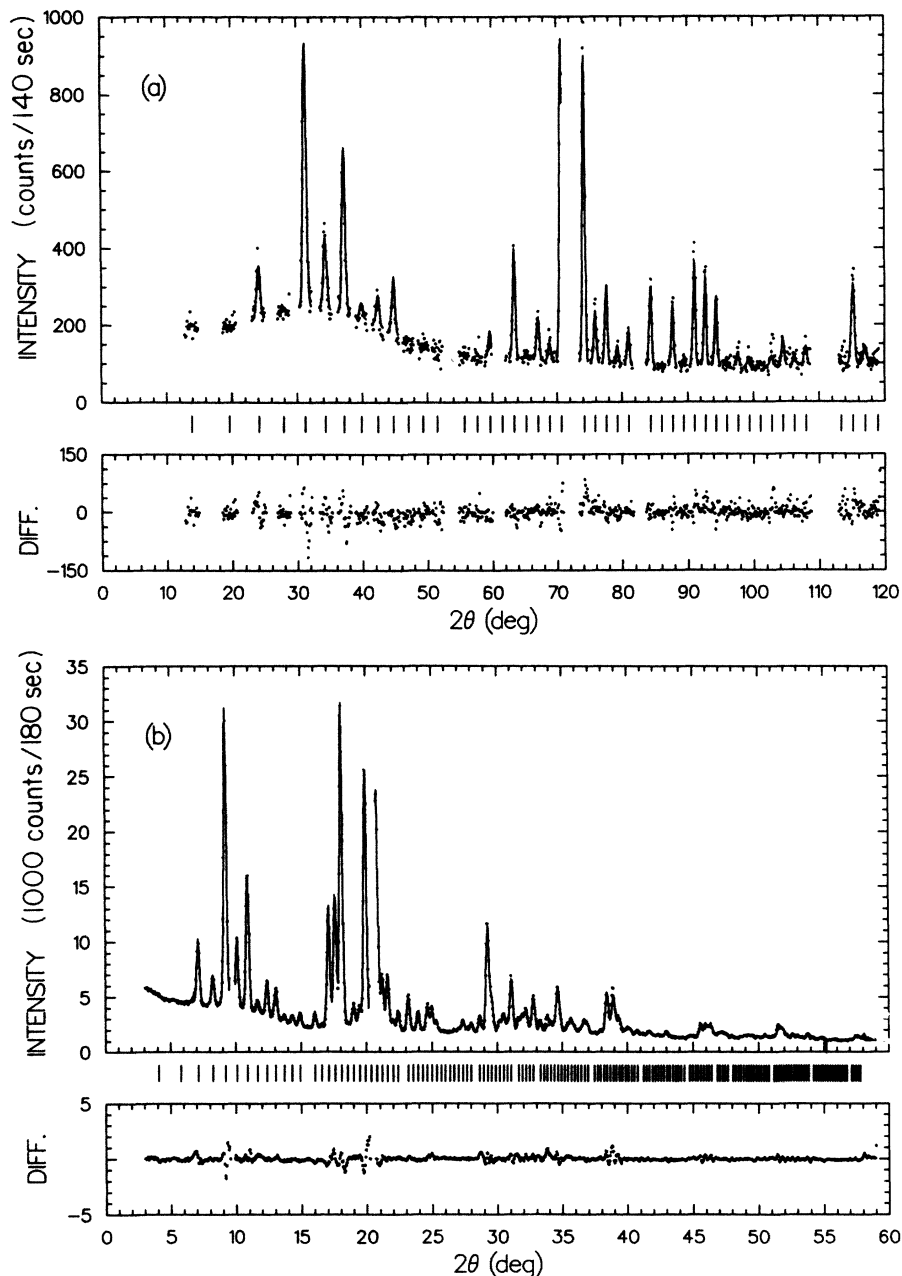 (a)
INTENSITY (counts/140 sec)
1000
800
600
400
200
0
DIFF.
150
0
−150
0 10 20 30 40 50 60 70 80 90 100 110 120
2θ (deg)
(b)
INTENSITY (1000 counts/180 sec)
35
30
25
20
15
10
5
0
DIFF.
5
0
−5
0 5 10 15 20 25 30 35 40 45 50 55 60
2θ (deg)